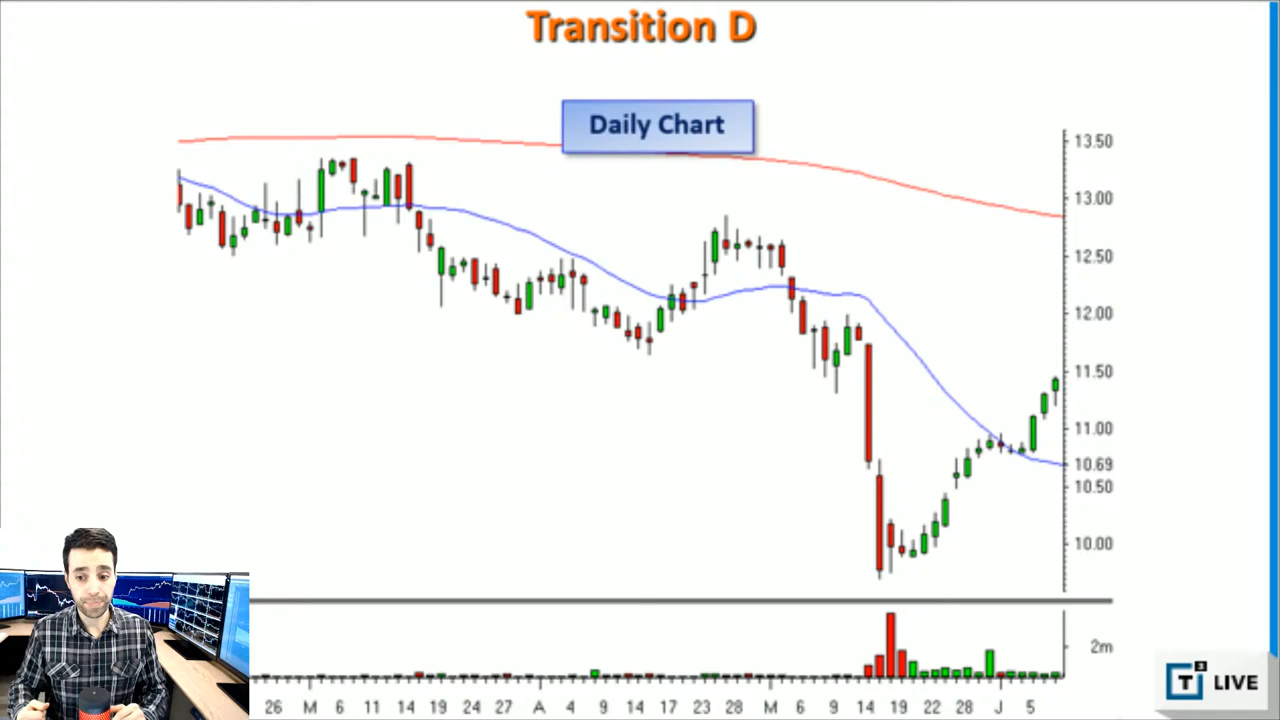 Transition D
Daily Chart
13.50
13.00
12.50
12.00
11.50
11.00
10.69
10.50
10.00
2m
26 M 6 11 14 19 24 27 A 4 9 14 17 23 28 M 6 9 14 19 22 28 J 5
T3 LIVE